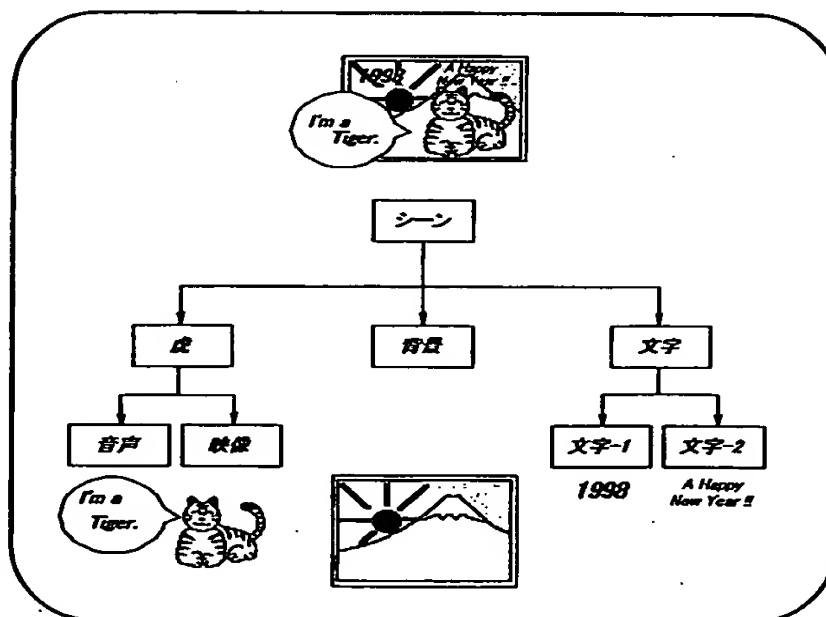 1998
A Happy
New Year !!
I'm a
Tiger.
シーン
虎
背景
文字
音声
映像
文字-1
文字-2
I'm a
Tiger.
1998
A Happy
New Year !!